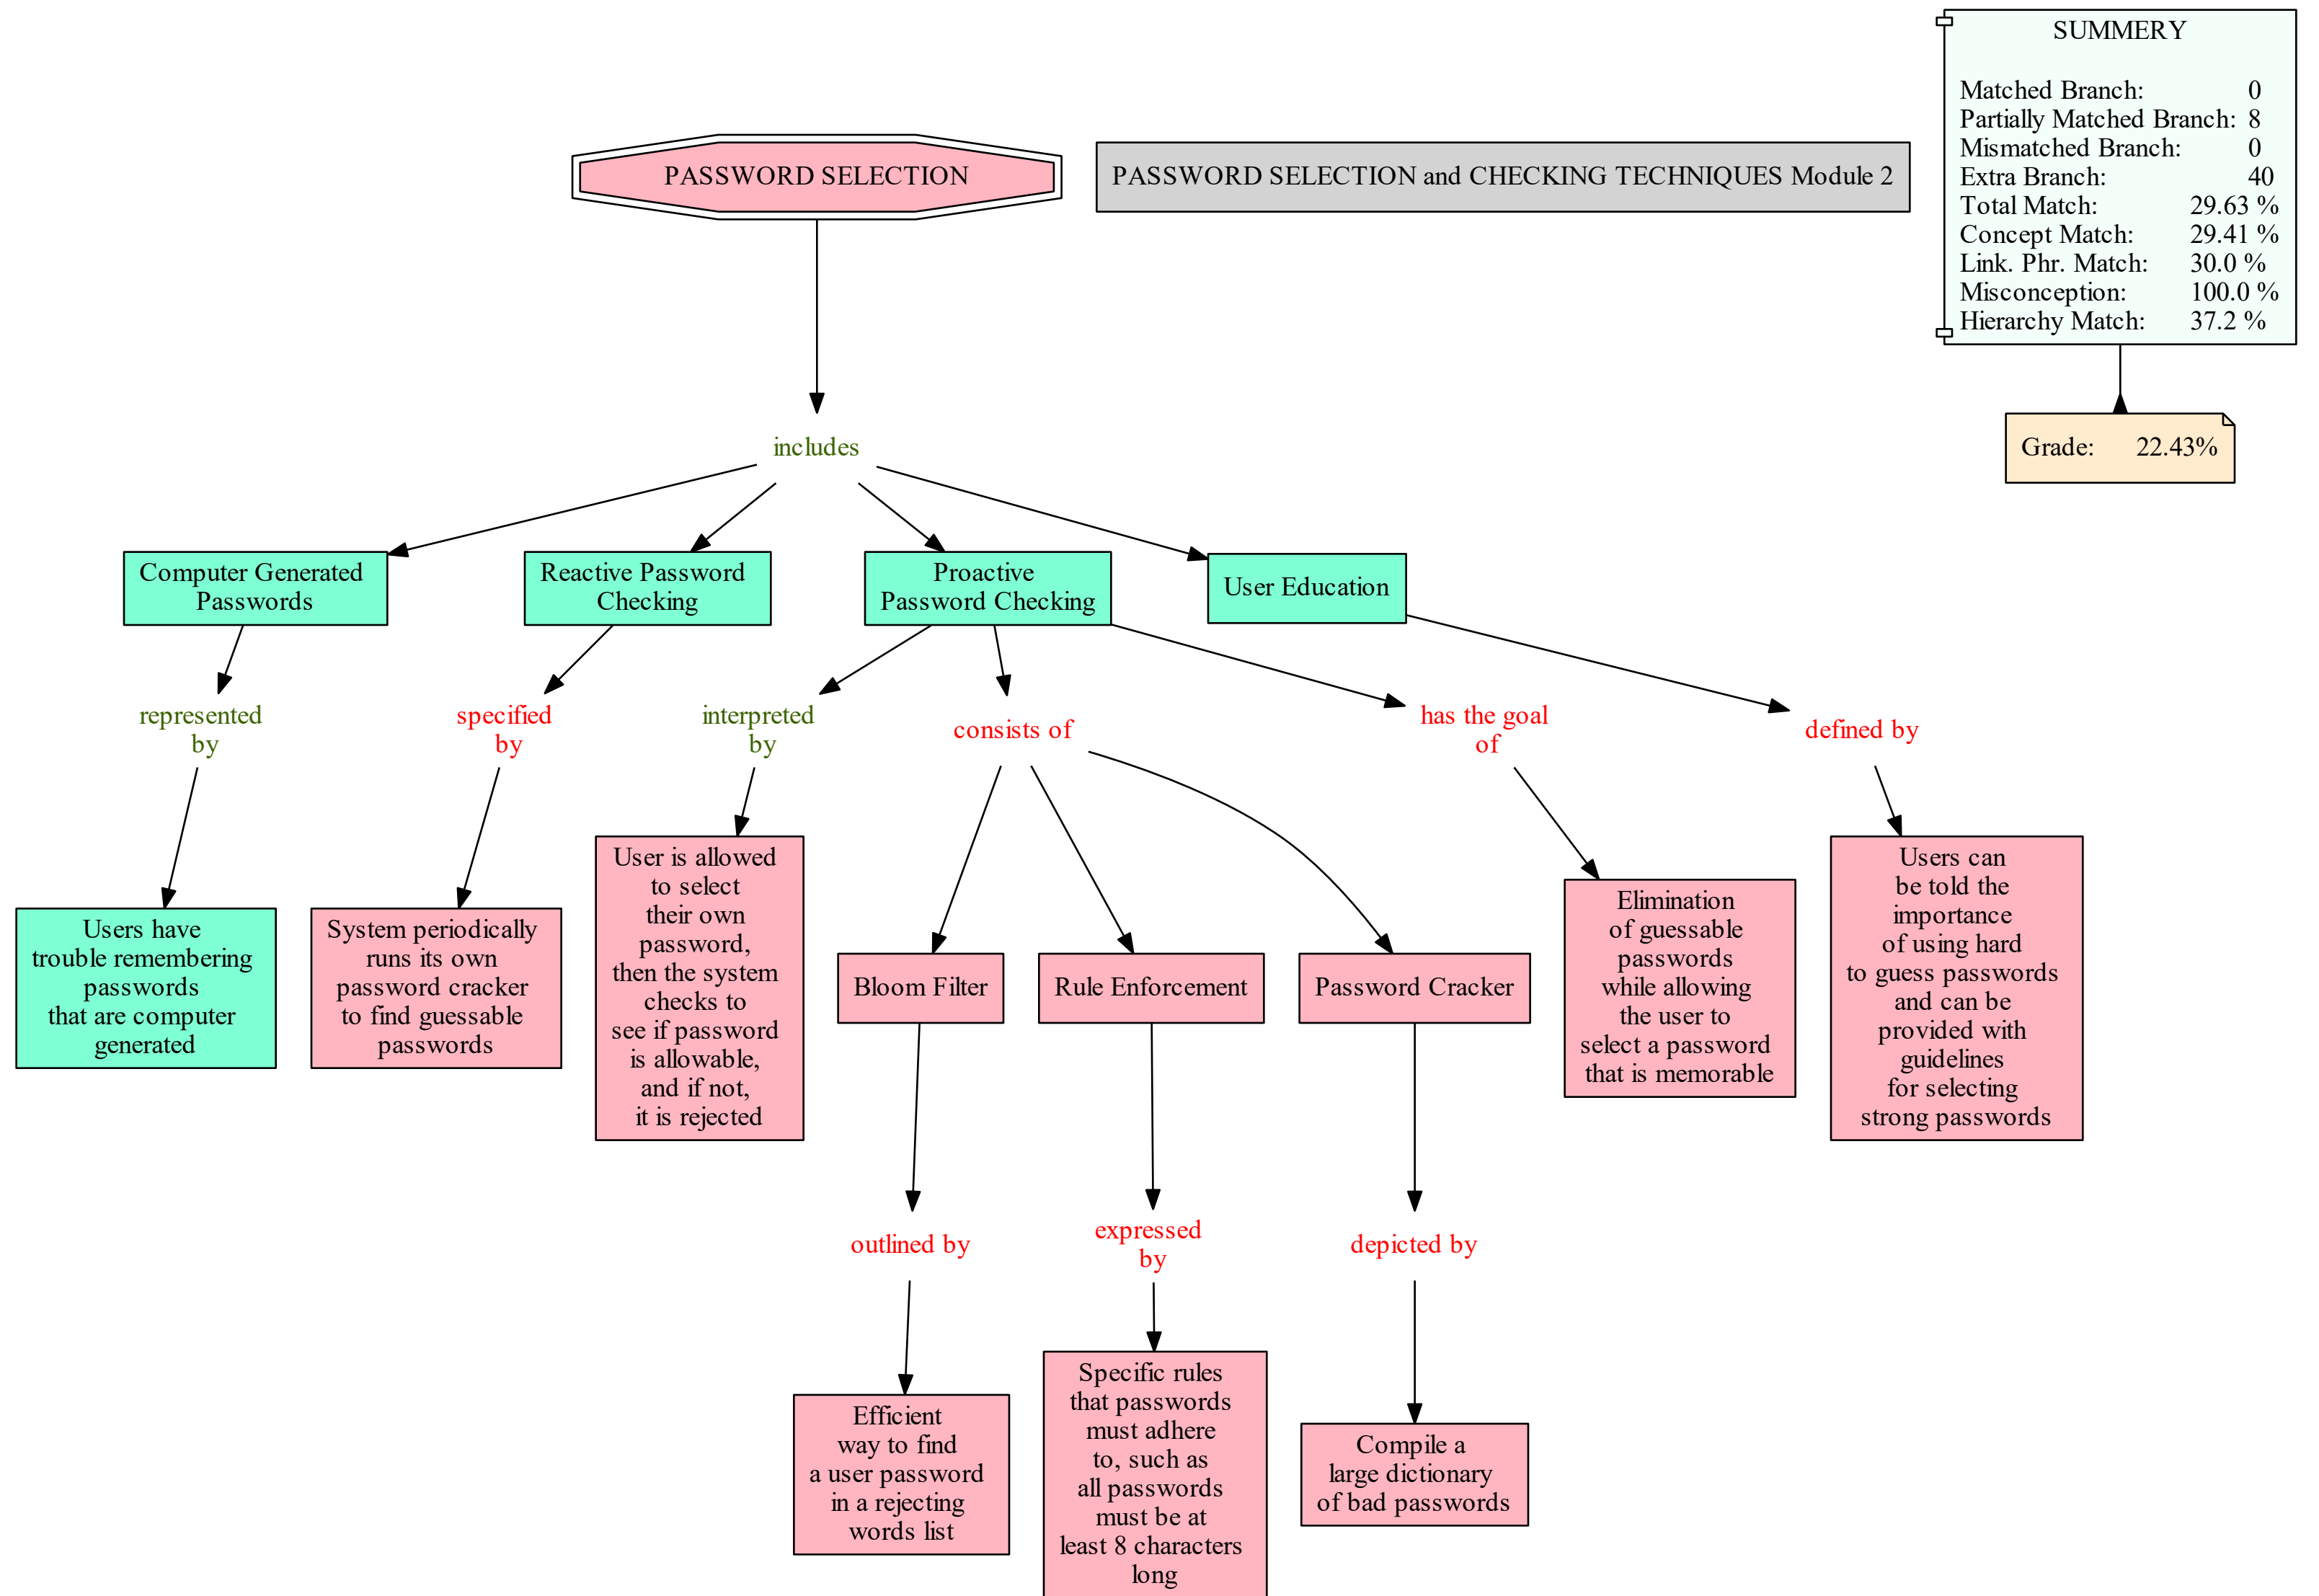 SUMMERY
Matched Branch: 0
Partially Matched Branch: 8
Mismatched Branch: 0
Extra Branch: 40
Total Match: 29.63 %
Concept Match: 29.41 %
Link. Phr. Match: 30.0 %
Misconception: 100.0 %
Hierarchy Match: 37.2 %
PASSWORD SELECTION
PASSWORD SELECTION and CHECKING TECHNIQUES Module 2
Grade: 22.43%
includes
Computer Generated
Passwords
Reactive Password
Checking
Proactive
Password Checking
User Education
represented
by
specified
by
interpreted
by
consists of
has the goal
of
defined by
Users have
trouble remembering
passwords
that are computer
generated
System periodically
runs its own
password cracker
to find guessable
passwords
User is allowed
to select
their own
password,
then the system
checks to
see if password
is allowable,
and if not,
it is rejected
Bloom Filter
Rule Enforcement
Password Cracker
Elimination
of guessable
passwords
while allowing
the user to
select a password
that is memorable
Users can
be told the
importance
of using hard
to guess passwords
and can be
provided with
guidelines
for selecting
strong passwords
outlined by
expressed
by
depicted by
Efficient
way to find
a user password
in a rejecting
words list
Specific rules
that passwords
must adhere
to, such as
all passwords
must be at
least 8 characters
long
Compile a
large dictionary
of bad passwords